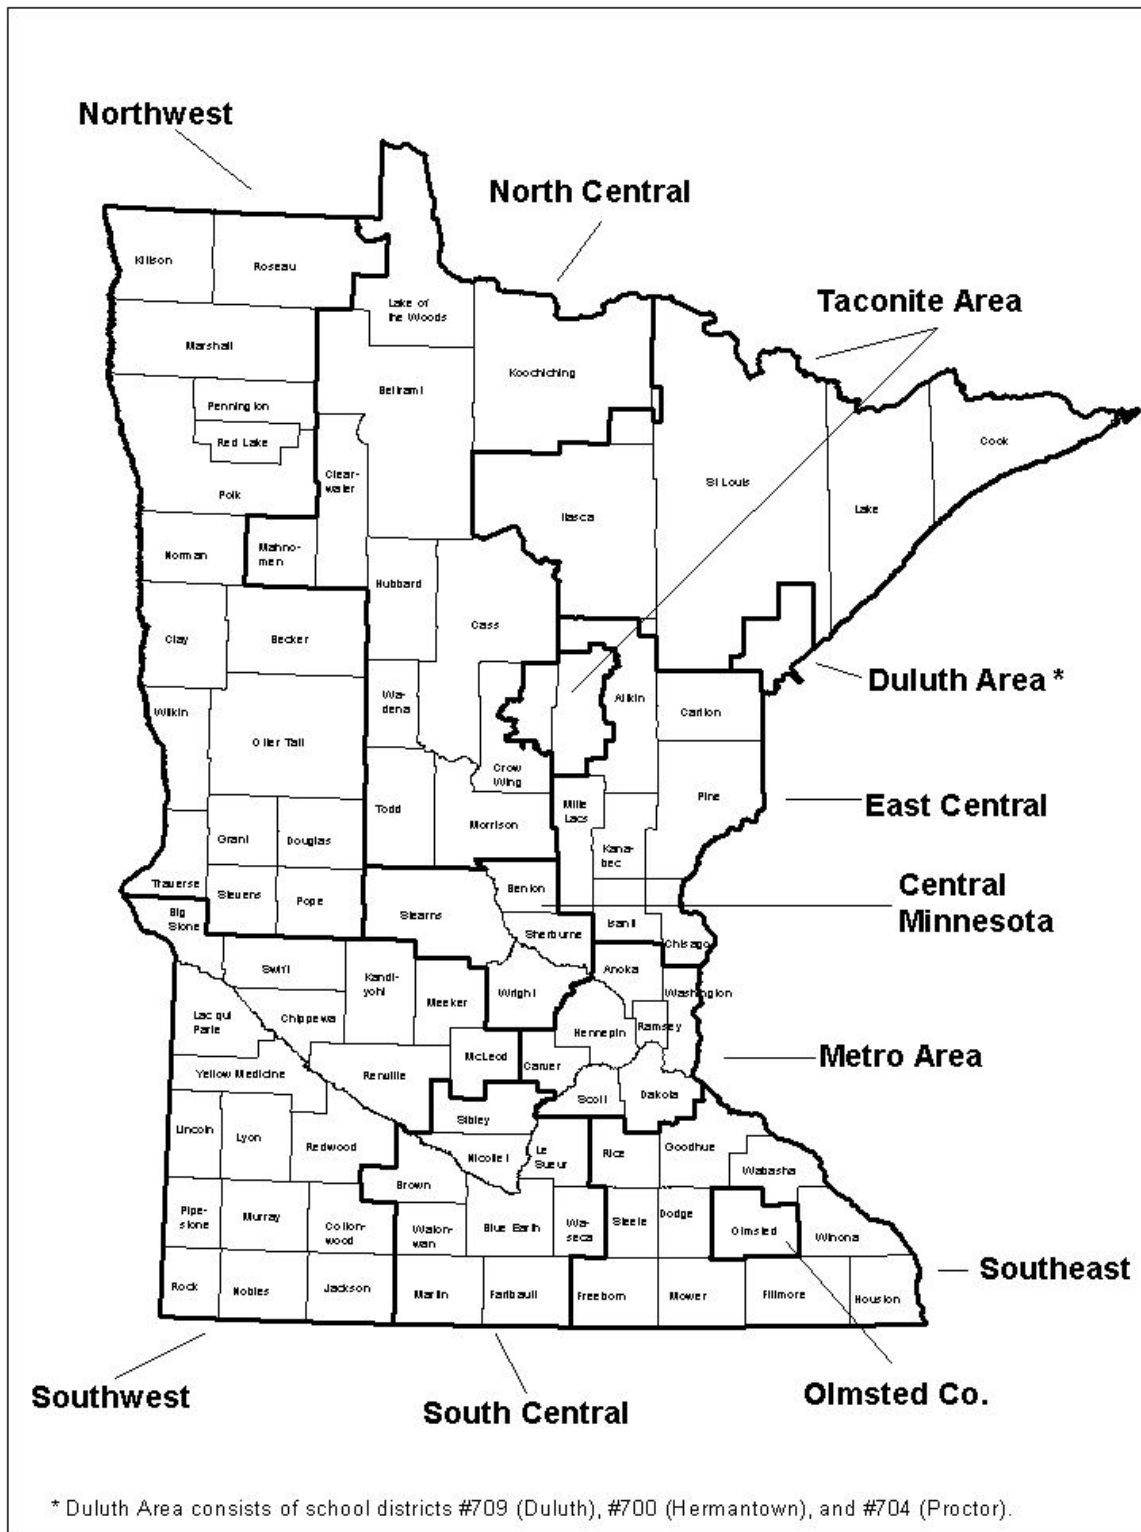 Northwest
North Central
Taconite Area
Kittson
Roseau
Lake of
the Woods
Marshall
Koochiching
Beltrami
Pennington
Red Lake
Cook
Clear-
water
St Louis
Polk
Lake
Itasca
Norman
Mahno-
men
Hubbard
Cass
Clay
Becker
Duluth Area *
Wa-
dena
Aitkin
Carlton
Wilkin
Otter Tail
Crow
Wing
Pine
East Central
Todd
Mille
Lacs
Morrison
Grant
Douglas
Kana-
bec
Traverse
Stevens
Pope
Benton
Central
Minnesota
Big
Stone
Stearns
Sherburne
Isanti
Chisago
Swift
Kandi-
yohi
Anoka
Meeker
Wright
Washington
Lac qui
Parle
Chippewa
Hennepin
Ramsey
McLeod
Carver
Metro Area
Yellow Medicine
Renville
Scott
Dakota
Sibley
Lincoln
Lyon
Redwood
Nicollet
Le
Sueur
Rice
Goodhue
Wabasha
Brown
Pipe-
stone
Murray
Cotton-
wood
Waton-
wan
Blue Earth
Wa-
seca
Steele
Dodge
Olmsted
Winona
Southeast
Rock
Nobles
Jackson
Martin
Faribault
Freeborn
Mower
Fillmore
Houston
Southwest
South Central
Olmsted Co.
* Duluth Area consists of school districts #709 (Duluth), #700 (Hermantown), and #704 (Proctor).